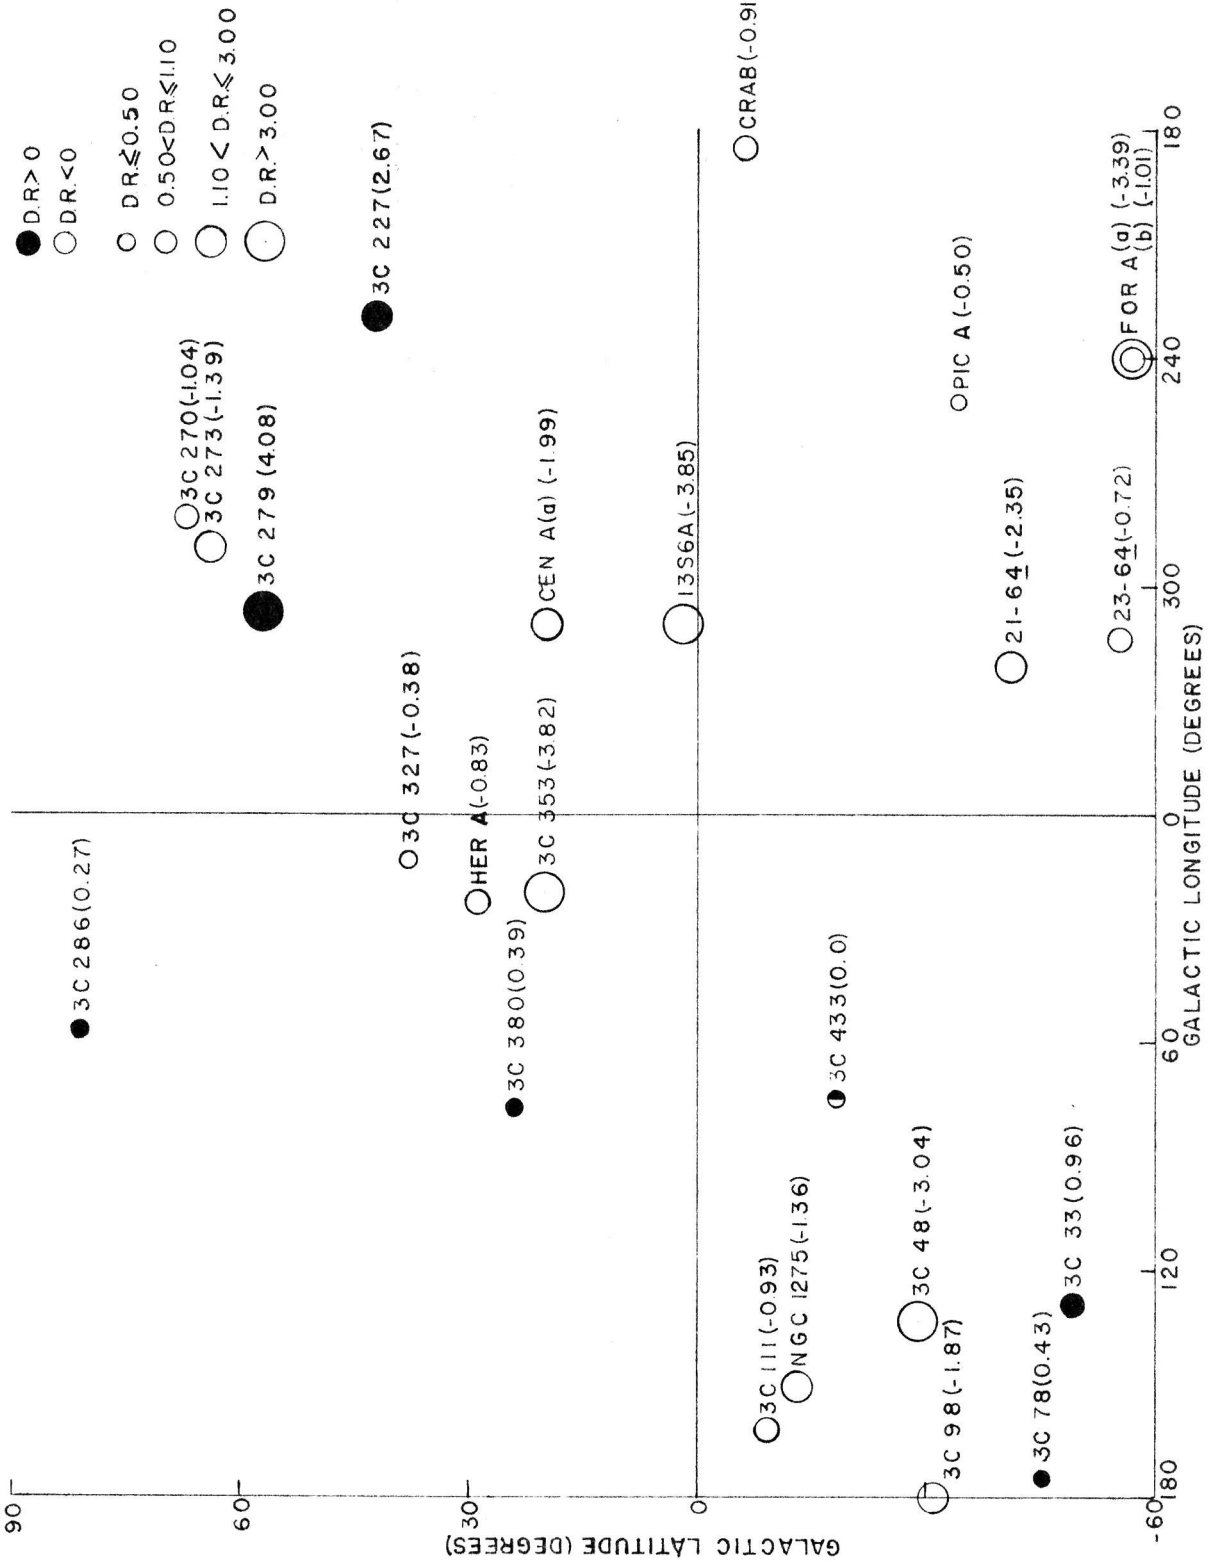 D.R.> 0
D.R.<0
D.R.≤0.50
0.50<D.R.≤1.10
1.10 < D.R.≤ 3.00
D.R.> 3.00
3C 286(0.27)
3C 270(-1.04)
3C 273(-1.39)
3C 279 (4.08)
3C 227(2.67)
3C 327(-0.38)
HER A(-0.83)
3C 380(0.39)
3C 353(-3.82)
CEN A(a) (-1.99)
13S6A(-3.85)
CRAB(-0.91
3C 111(-0.93)
NGC 1275(-1.36)
3C 433(0.0)
3C 48(-3.04)
3C 98(-1.87)
3C 78(0.43)
3C 33(0.96)
PIC A(-0.50)
21-64(-2.35)
23-64(-0.72)
FOR A(a) (-3.39)
(b) (-1.01)
90
60
30
0
-60
GALACTIC LATITUDE (DEGREES)
180
120
60
0
300
240
180
GALACTIC LONGITUDE (DEGREES)